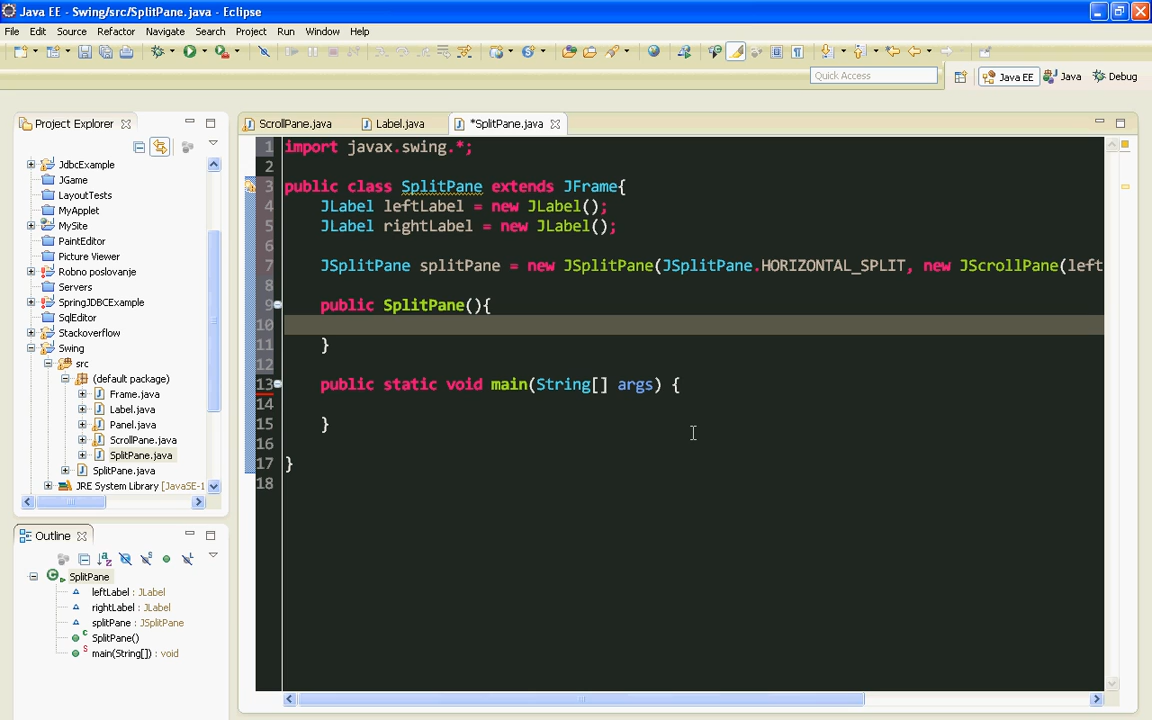 Java EE - Swing/src/SplitPane.java - Eclipse
File Edit Source Refactor Navigate Search Project Run Window Help
Quick Access
Java EE Java Debug
Project Explorer
JdbcExample
JGame
LayoutTests
MyApplet
MySite
PaintEditor
Picture Viewer
Robno poslovanje
Servers
SpringJDBCExample
SqlEditor
Stackoverflow
Swing
src
(default package)
Frame.java
Label.java
Panel.java
ScrollPane.java
SplitPane.java
SplitPane.java
JRE System Library [JavaSE-1
Outline
SplitPane
leftLabel : JLabel
rightLabel : JLabel
splitPane : JSplitPane
SplitPane()
main(String[]) : void
ScrollPane.java Label.java *SplitPane.java
1 import javax.swing.*;
2
3 public class SplitPane extends JFrame{
4 JLabel leftLabel = new JLabel();
5 JLabel rightLabel = new JLabel();
6
7 JSplitPane splitPane = new JSplitPane(JSplitPane.HORIZONTAL_SPLIT, new JScrollPane(left
8
9 public SplitPane(){
10
11 }
12
13 public static void main(String[] args) {
14
15 }
16
17 }
18